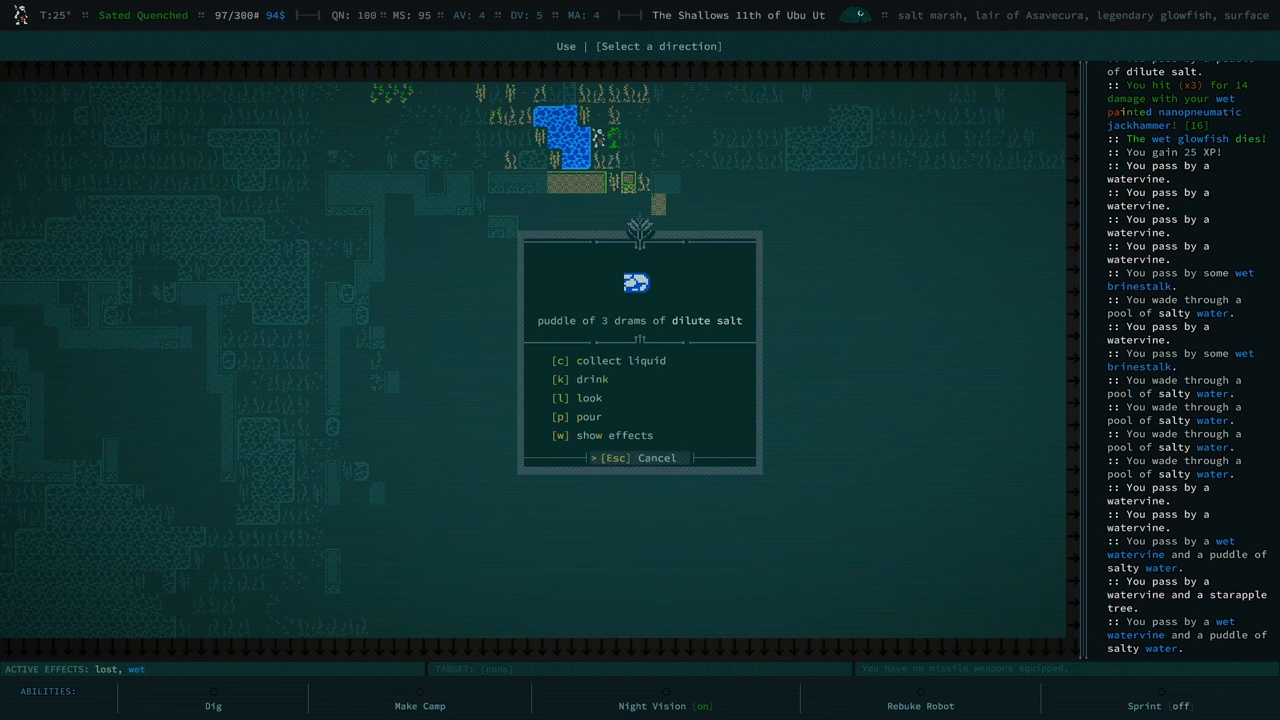 T:25° :: Sated Quenched :: 97/300# 94$ QN: 100 :: MS: 95 :: AV: 4 :: DV: 5 :: MA: 4 The Shallows 11th of Ubu Ut :: salt marsh, lair of Asavecura, legendary glowfish, surface
Use | [Select a direction]
of dilute salt.
:: You hit (x3) for 14
damage with your wet
painted nanopneumatic
jackhammer! [16]
:: The wet glowfish dies!
:: You gain 25 XP!
:: You pass by a
watervine.
:: You pass by a
watervine.
:: You pass by a
watervine.
:: You pass by a
watervine.
:: You pass by some wet
brinestalk.
:: You wade through a
pool of salty water.
:: You pass by a
watervine.
:: You pass by some wet
brinestalk.
:: You wade through a
pool of salty water.
:: You wade through a
pool of salty water.
:: You wade through a
pool of salty water.
:: You wade through a
pool of salty water.
:: You pass by a
watervine.
:: You pass by a
watervine.
:: You pass by a wet
watervine and a puddle of
salty water.
:: You pass by a
watervine and a starapple
tree.
:: You pass by a wet
watervine and a puddle of
salty water.
puddle of 3 drams of dilute salt
[c] collect liquid
[k] drink
[l] look
[p] pour
[w] show effects
> [Esc] Cancel
ACTIVE EFFECTS: lost, wet
TARGET: [none]
You have no missile weapons equipped.
ABILITIES:
Dig
Make Camp
Night Vision [on]
Rebuke Robot
Sprint [off]